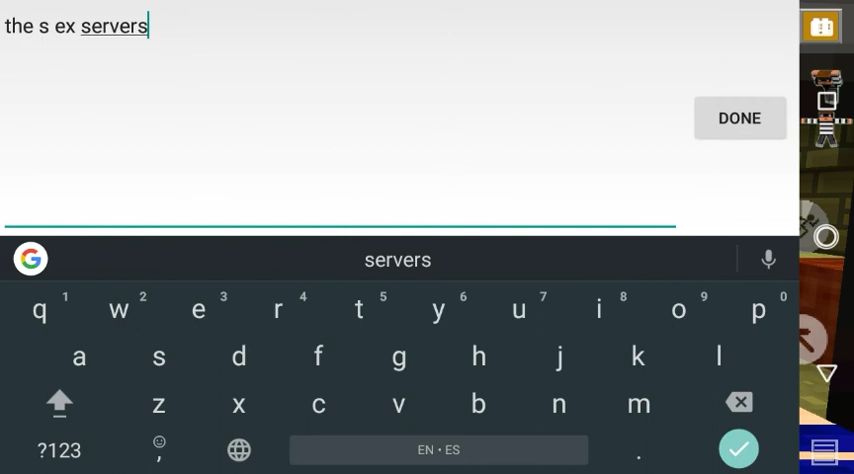 the s ex servers
DONE
servers
q 1 w 2 e 3 r 4 t 5 y 6 u 7 i 8 o 9 p 0
a s d f g h j k l
z x c v b n m
?123 , EN • ES .